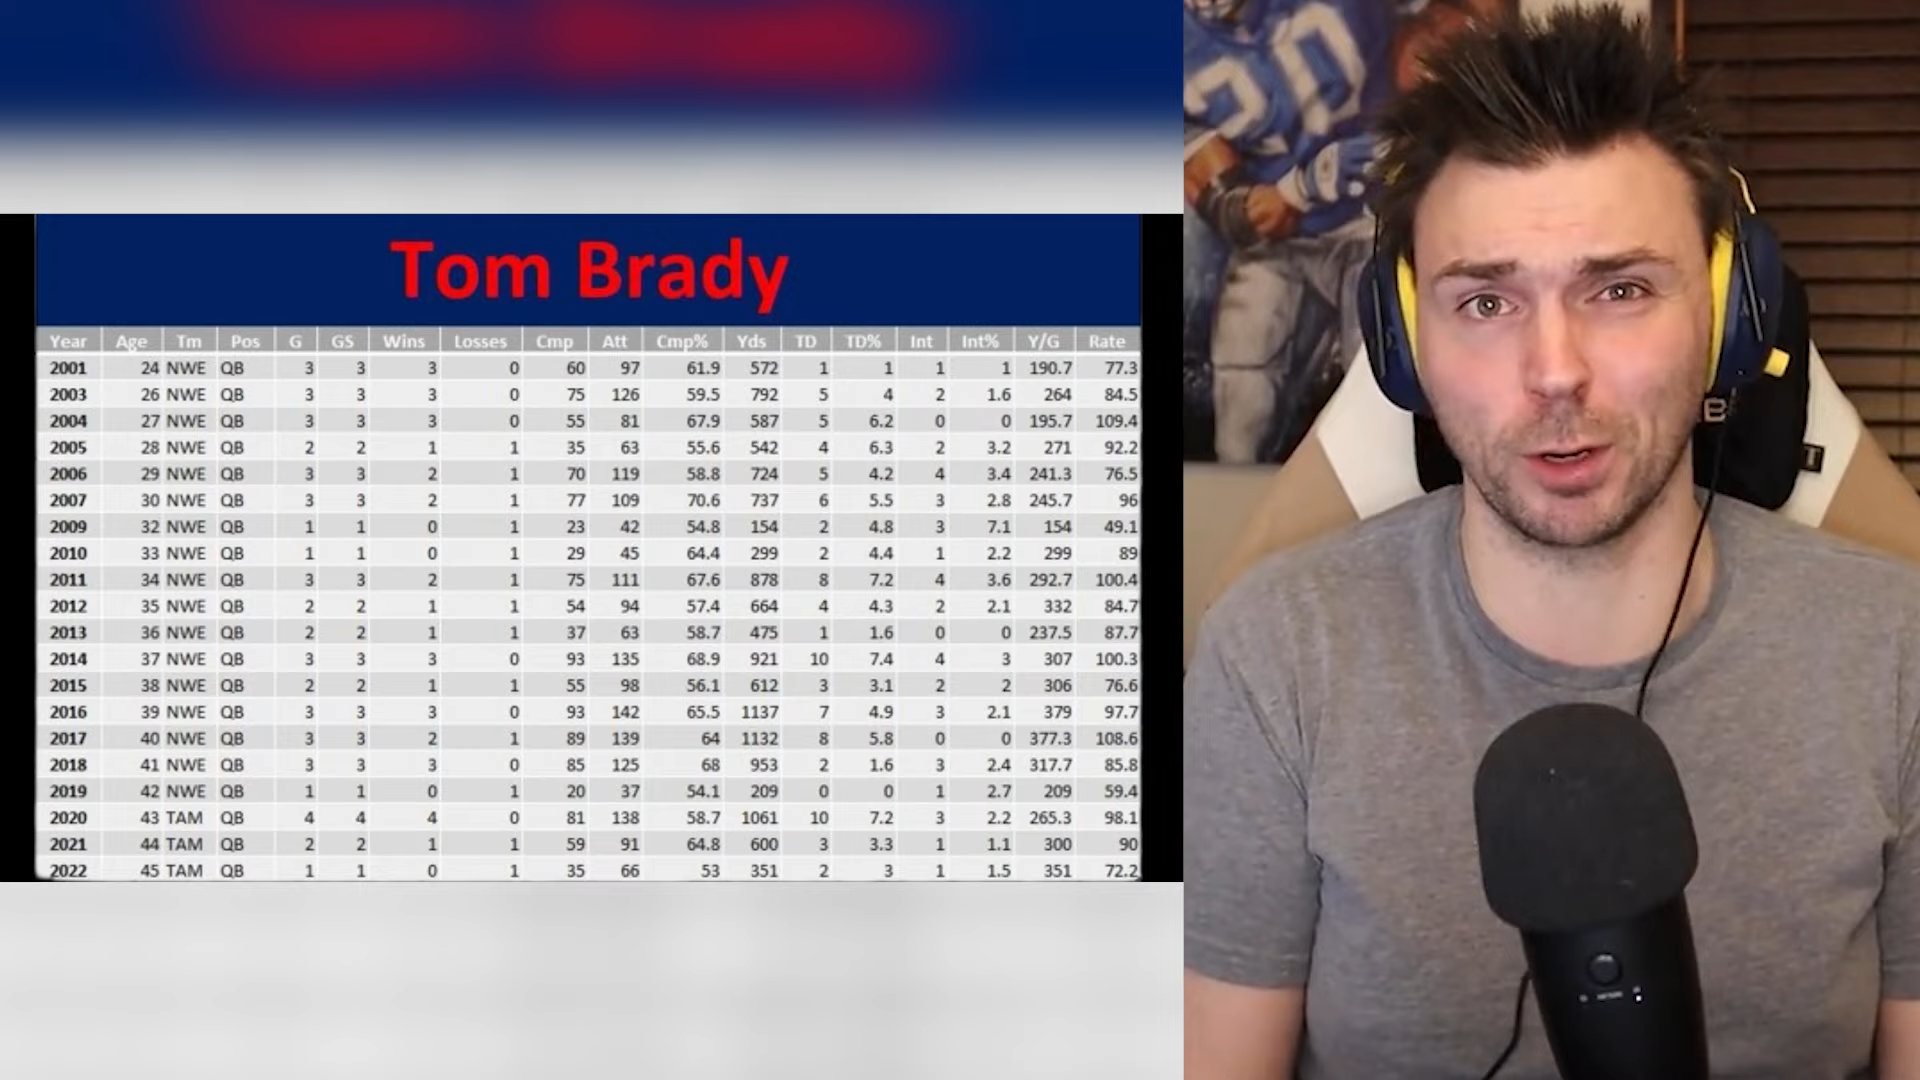 Tom Brady
Year Age Tm Pos G GS Wins Losses Cmp Att Cmp% Yds TD TD% Int Int% Y/G Rate
2001 24 NWE QB 3 3 3 0 60 97 61.9 572 1 1 1 1 190.7 77.3
2003 26 NWE QB 3 3 3 0 75 126 59.5 792 5 4 2 1.6 264 84.5
2004 27 NWE QB 3 3 3 0 55 81 67.9 587 5 6.2 0 0 195.7 109.4
2005 28 NWE QB 2 2 1 1 35 63 55.6 542 4 6.3 2 3.2 271 92.2
2006 29 NWE QB 3 3 2 1 70 119 58.8 724 5 4.2 4 3.4 241.3 76.5
2007 30 NWE QB 3 3 2 1 77 109 70.6 737 6 5.5 3 2.8 245.7 96
2009 32 NWE QB 1 1 0 1 23 42 54.8 154 2 4.8 3 7.1 154 49.1
2010 33 NWE QB 1 1 0 1 29 45 64.4 299 2 4.4 1 2.2 299 89
2011 34 NWE QB 3 3 2 1 75 111 67.6 878 8 7.2 4 3.6 292.7 100.4
2012 35 NWE QB 2 2 1 1 54 94 57.4 664 4 4.3 2 2.1 332 84.7
2013 36 NWE QB 2 2 1 1 37 63 58.7 475 1 1.6 0 0 237.5 87.7
2014 37 NWE QB 3 3 3 0 93 135 68.9 921 10 7.4 4 3 307 100.3
2015 38 NWE QB 2 2 1 1 55 98 56.1 612 3 3.1 2 2 306 76.6
2016 39 NWE QB 3 3 3 0 93 142 65.5 1137 7 4.9 3 2.1 379 97.7
2017 40 NWE QB 3 3 2 1 89 139 64 1132 8 5.8 0 0 377.3 108.6
2018 41 NWE QB 3 3 3 0 85 125 68 953 2 1.6 3 2.4 317.7 85.8
2019 42 NWE QB 1 1 0 1 20 37 54.1 209 0 0 1 2.7 209 59.4
2020 43 TAM QB 4 4 4 0 81 138 58.7 1061 10 7.2 3 2.2 265.3 98.1
2021 44 TAM QB 2 2 1 1 59 91 64.8 600 3 3.3 1 1.1 300 90
2022 45 TAM QB 1 1 0 1 35 66 53 351 2 3 1 1.5 351 72.2
20